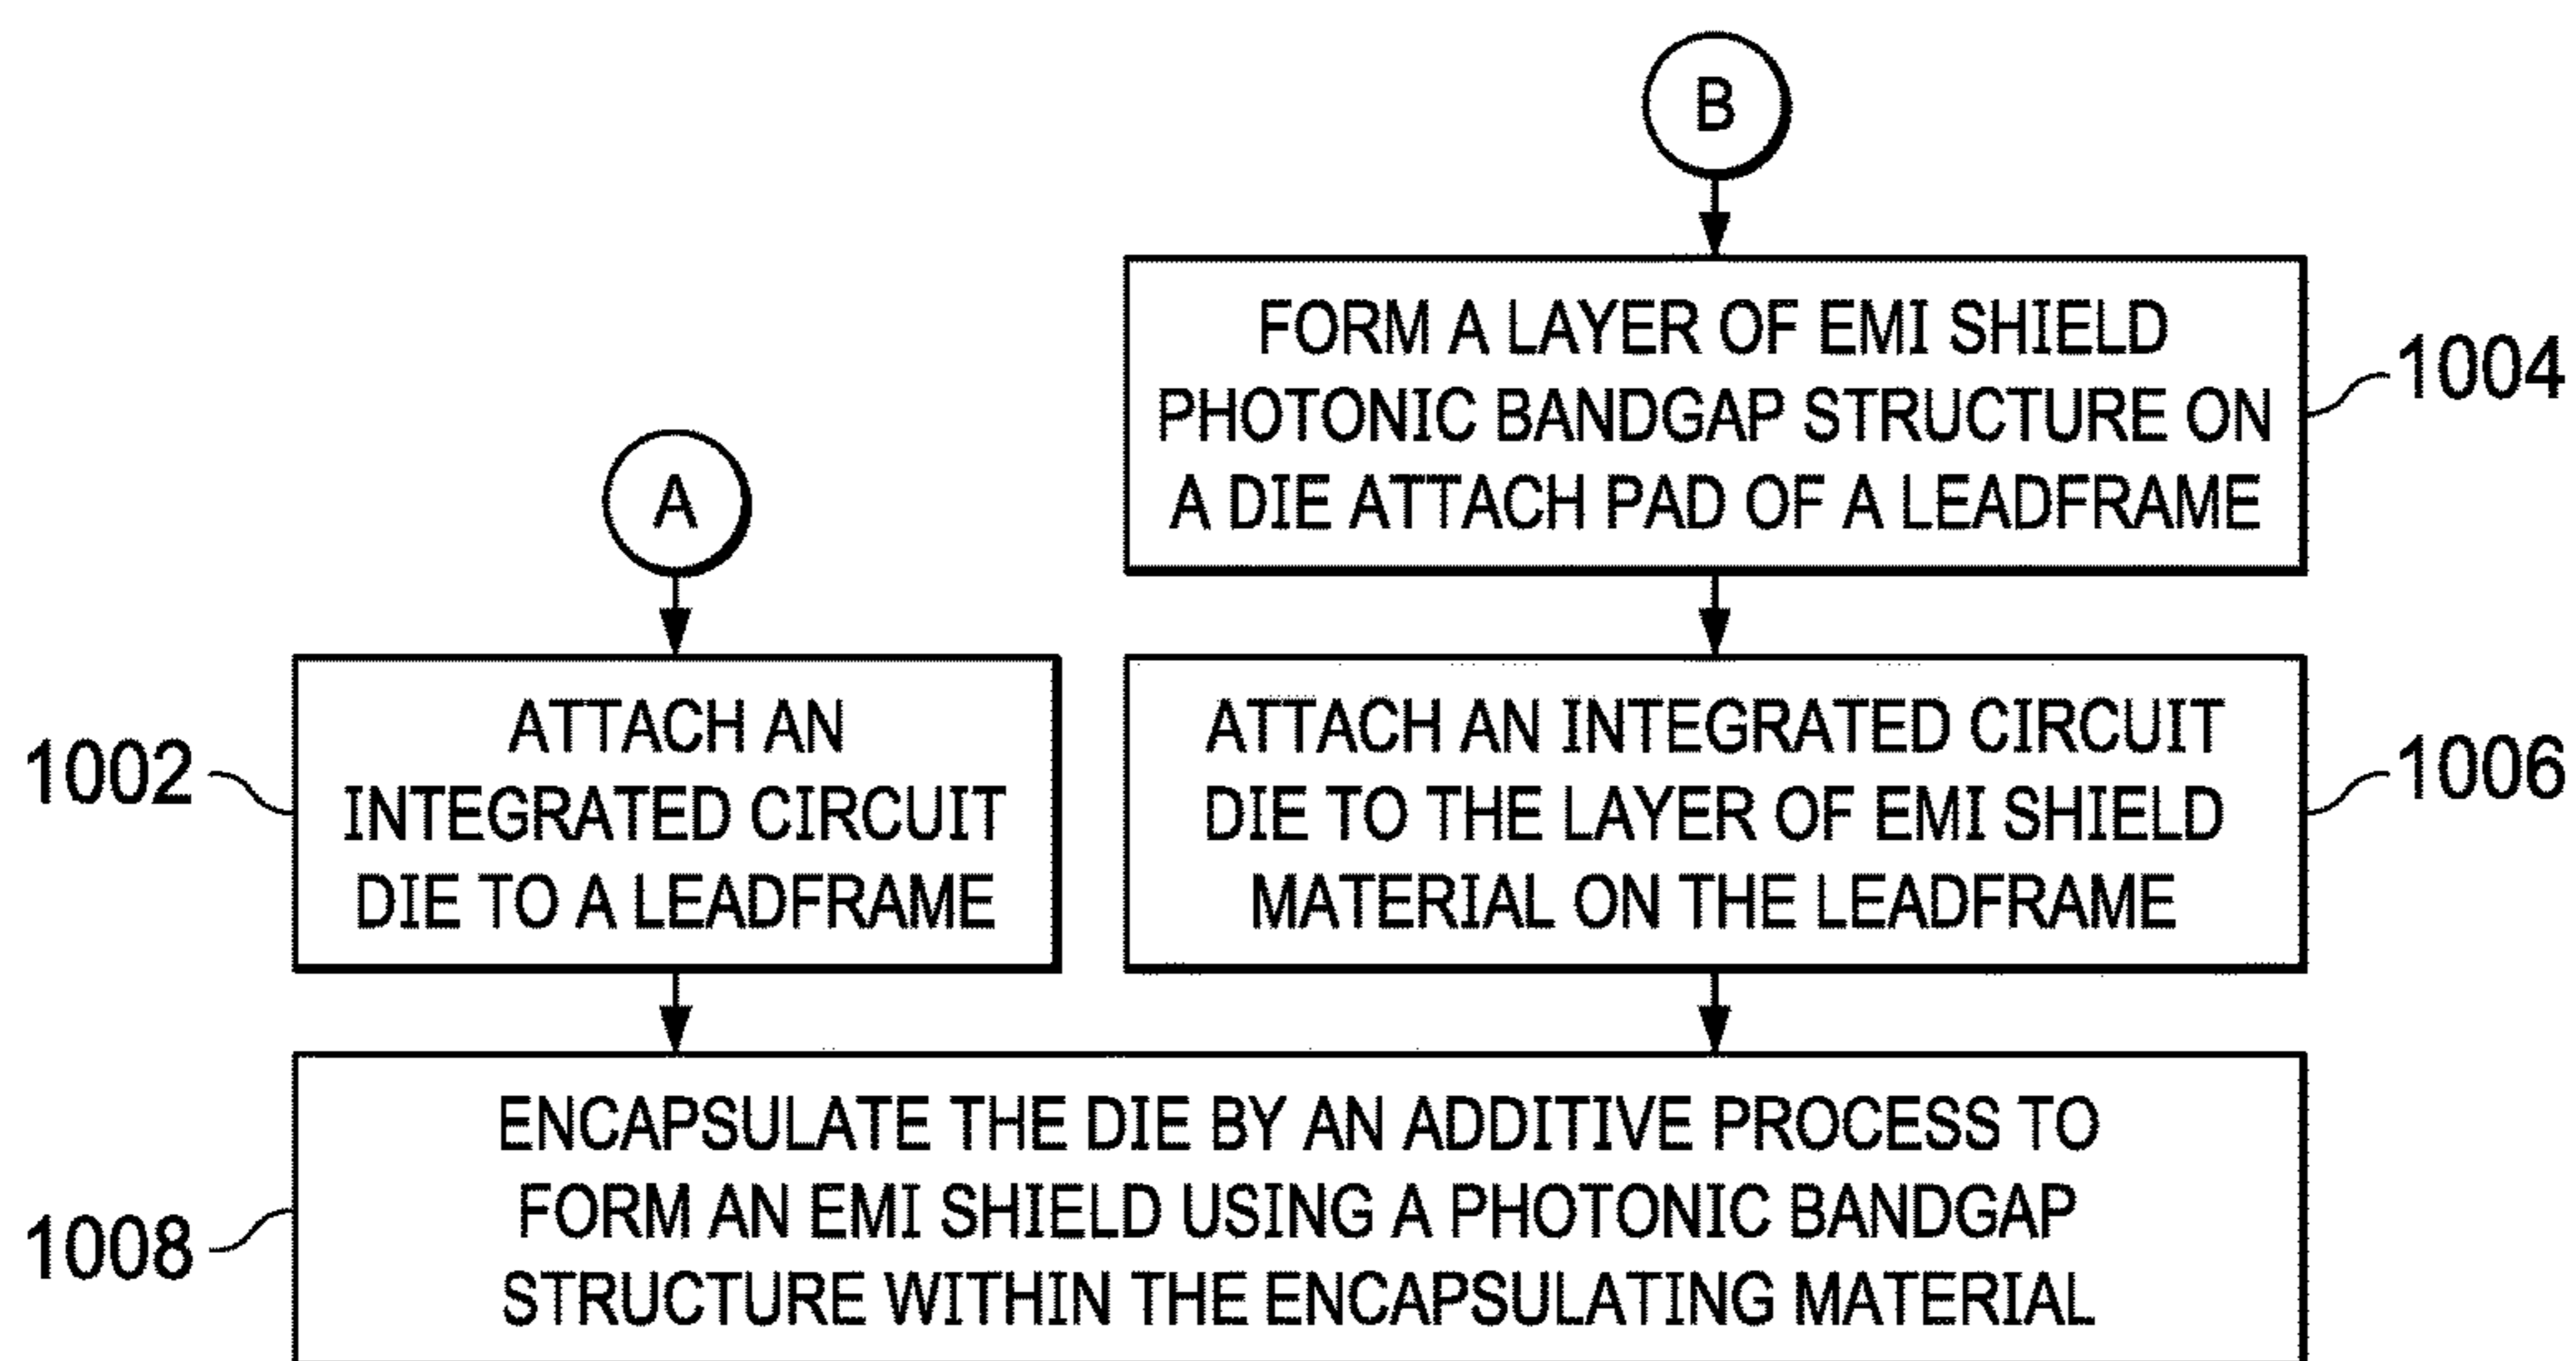 B
FORM A LAYER OF EMI SHIELD
PHOTONIC BANDGAP STRUCTURE ON
A DIE ATTACH PAD OF A LEADFRAME
1004
A
ATTACH AN
INTEGRATED CIRCUIT
DIE TO A LEADFRAME
1002
ATTACH AN INTEGRATED CIRCUIT
DIE TO THE LAYER OF EMI SHIELD
MATERIAL ON THE LEADFRAME
1006
ENCAPSULATE THE DIE BY AN ADDITIVE PROCESS TO
FORM AN EMI SHIELD USING A PHOTONIC BANDGAP
STRUCTURE WITHIN THE ENCAPSULATING MATERIAL
1008